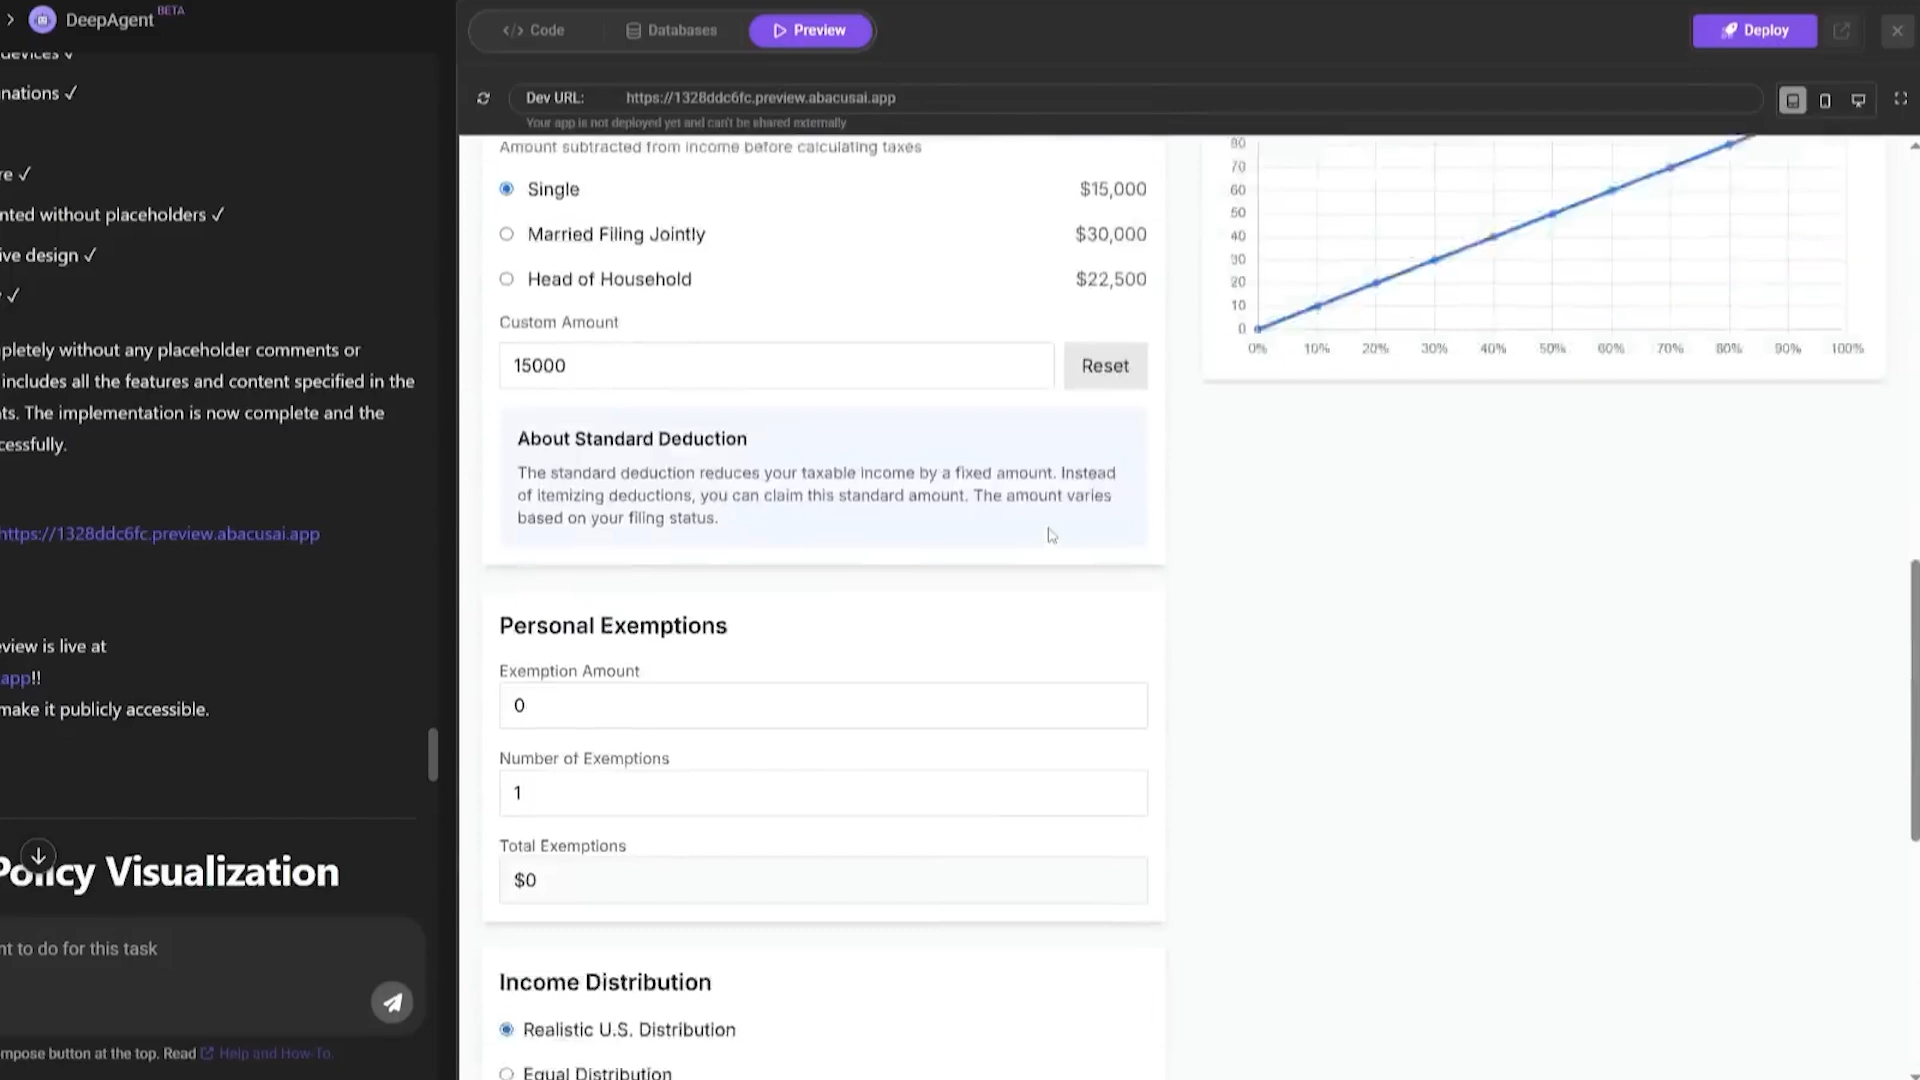 DeepAgent BETA
devices ✓
nations ✓
re ✓
nted without placeholders ✓
ive design ✓
✓
pletely without any placeholder comments or
includes all the features and content specified in the
ts. The implementation is now complete and the
cessfully.
https://1328ddc6fc.preview.abacusai.app
view is live at
app!!
make it publicly accessible.
Policy Visualization
nt to do for this task
mpose button at the top. Read Help and How-To.
</> Code
Databases
Preview
Deploy
Dev URL: https://1328ddc6fc.preview.abacusai.app
Your app is not deployed yet and can't be shared externally
Amount subtracted from income before calculating taxes
Single $15,000
Married Filing Jointly $30,000
Head of Household $22,500
Custom Amount
15000 Reset
About Standard Deduction
The standard deduction reduces your taxable income by a fixed amount. Instead
of itemizing deductions, you can claim this standard amount. The amount varies
based on your filing status.
Personal Exemptions
Exemption Amount
0
Number of Exemptions
1
Total Exemptions
$0
Income Distribution
Realistic U.S. Distribution
Equal Distribution
80
70
60
50
40
30
20
10
0
0% 10% 20% 30% 40% 50% 60% 70% 80% 90% 100%